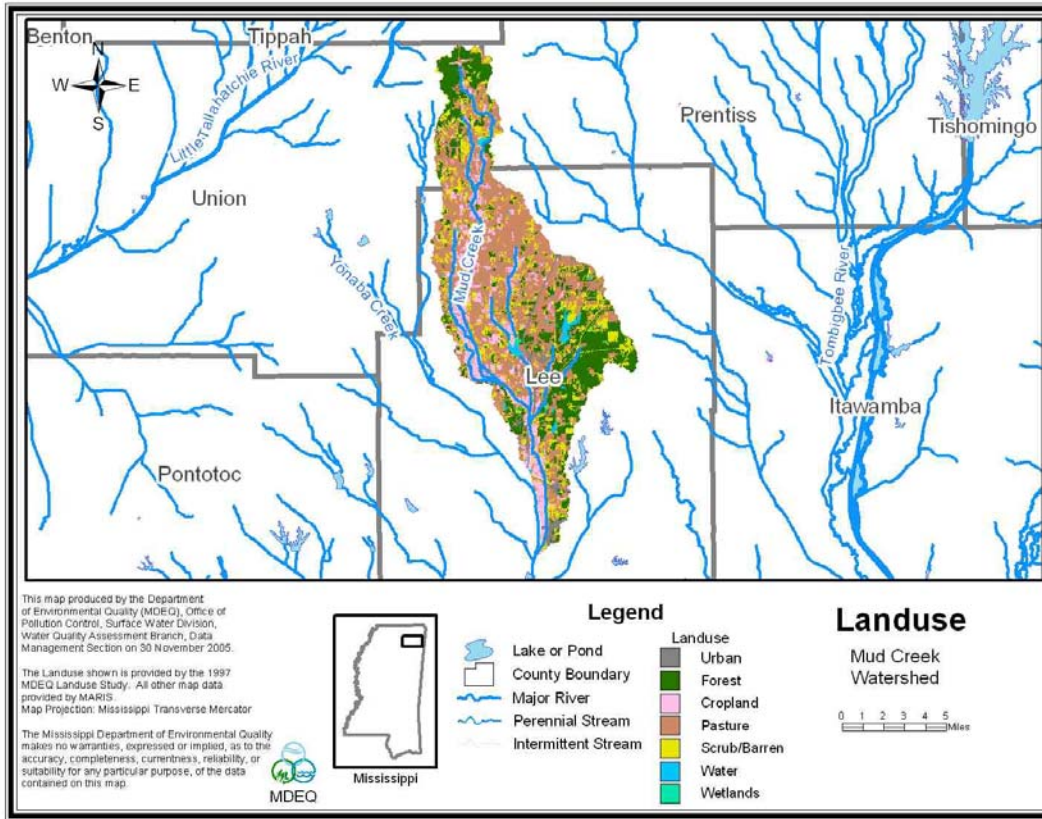 Benton
Tippah
N
W E
S
Little Tallahatchie River
Prentiss
Tishomingo
Union
Yonaba Creek
Mud Creek
Tombigbee River
Lee
Itawamba
Pontotoc
This map produced by the Department
of Environmental Quality (MDEQ), Office of
Pollution Control, Surface Water Division,
Water Quality Assessment Branch, Data
Management Section on 30 November 2005.
The Landuse shown is provided by the 1997
MDEQ Landuse Study. All other map data
provided by MARIS.
Map Projection: Mississippi Transverse Mercator
The Mississippi Department of Environmental Quality
makes no warranties, expressed or implied, as to the
accuracy, completeness, currentness, reliability, or
suitability for any particular purpose, of the data
contained on this map.
MDEQ
Mississippi
Legend
Lake or Pond
County Boundary
Major River
Perennial Stream
Intermittent Stream
Landuse
Urban
Forest
Cropland
Pasture
Scrub/Barren
Water
Wetlands
Landuse
Mud Creek
Watershed
0 1 2 3 4 5
Miles